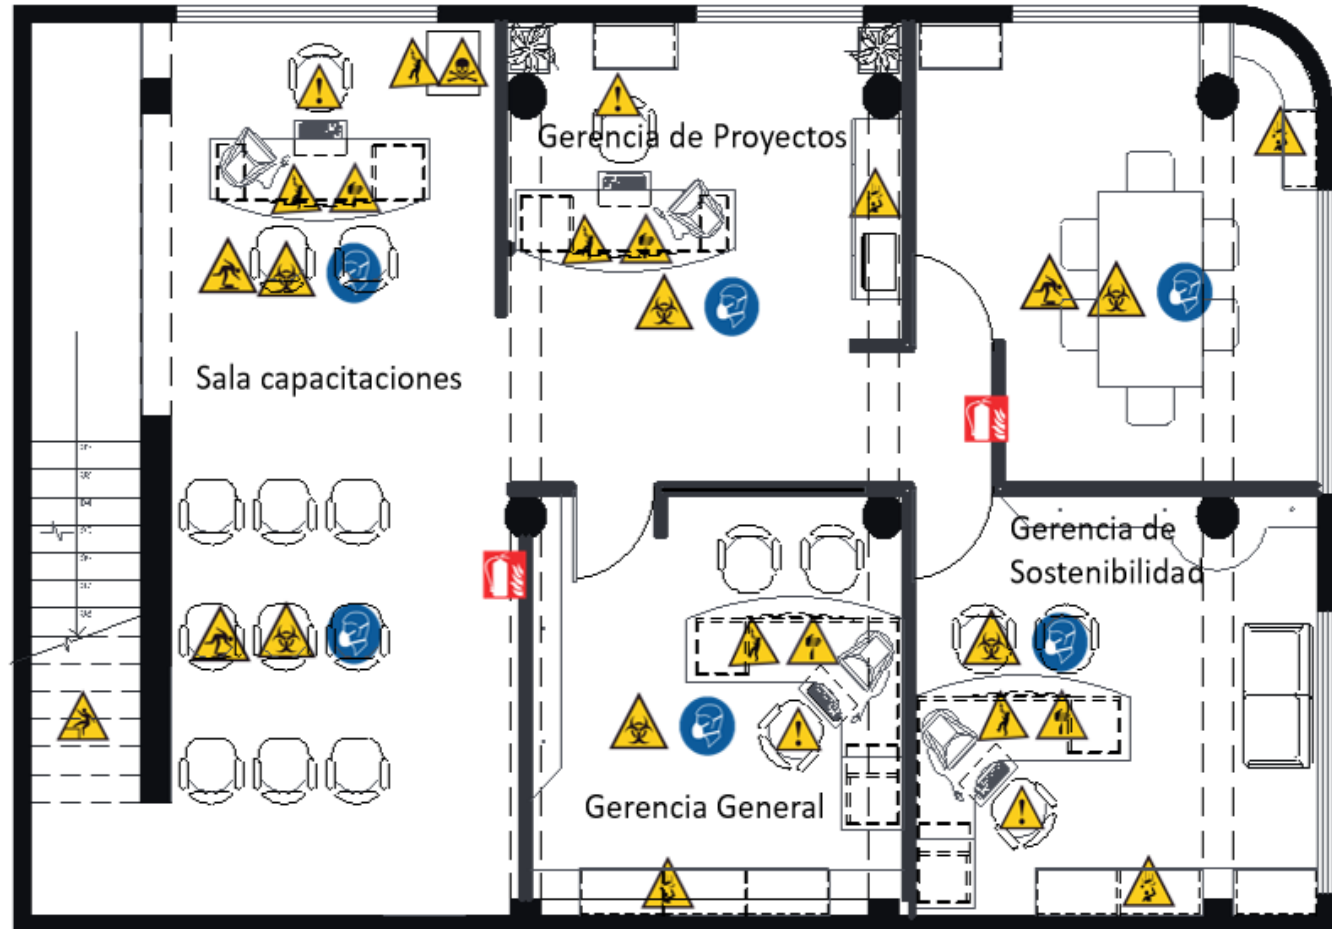 Gerencia de Proyectos
Sala capacitaciones
Gerencia de
Sostenibilidad
Gerencia General